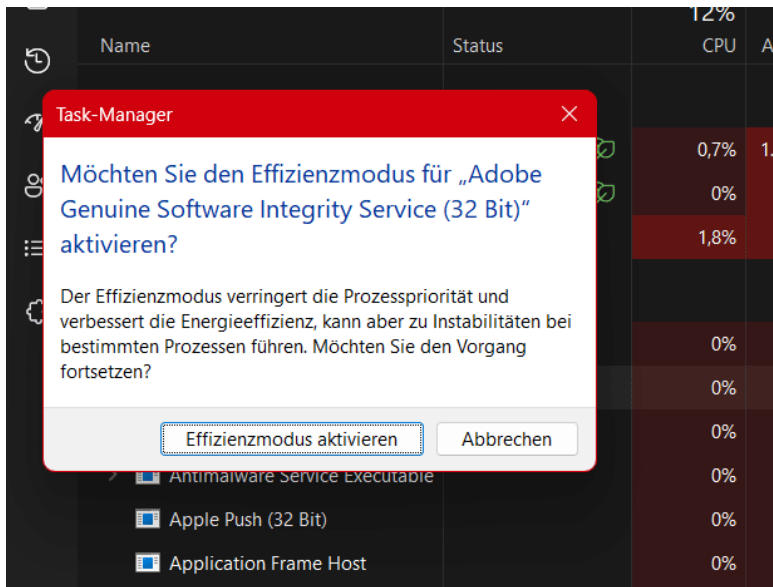 12%
Name Status CPU A
Task-Manager
Möchten Sie den Effizienzmodus für „Adobe
Genuine Software Integrity Service (32 Bit)“
aktivieren?
Der Effizienzmodus verringert die Prozesspriorität und
verbessert die Energieeffizienz, kann aber zu Instabilitäten bei
bestimmten Prozessen führen. Möchten Sie den Vorgang
fortsetzen?
Effizienzmodus aktivieren Abbrechen
0,7% 1.
0%
1,8%
0%
0%
0%
Antimalware Service Executable 0%
Apple Push (32 Bit) 0%
Application Frame Host 0%